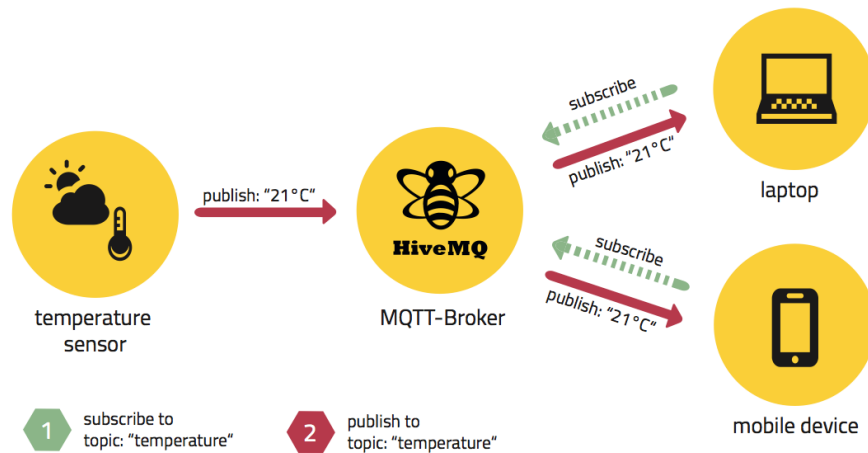 subscribe
publish: "21°C"
laptop
publish: "21°C"
HiveMQ
MQTT-Broker
temperature
sensor
subscribe
publish: "21°C"
mobile device
1
subscribe to
topic: "temperature"
2
publish to
topic: "temperature"